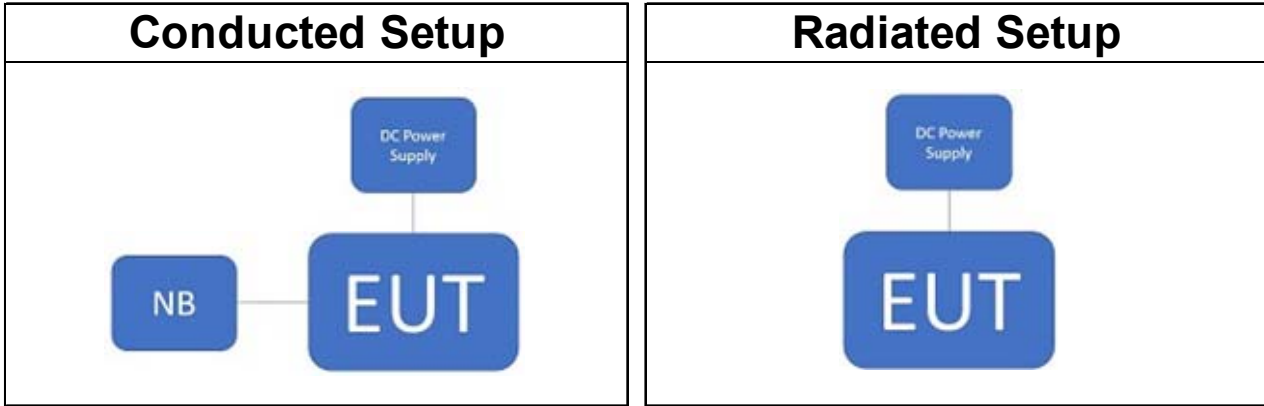 Conducted Setup
DC Power
Supply
NB
EUT
Radiated Setup
DC Power
Supply
EUT